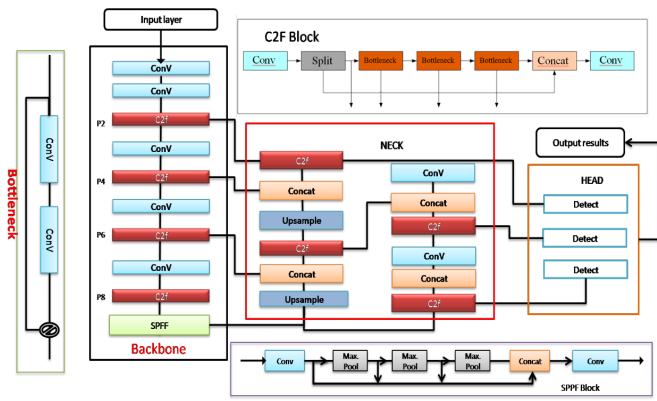 Input layer
ConV
ConV
P2
C2f
ConV
P4
C2f
ConV
P6
C2f
ConV
P8
C2f
SPFF
Backbone
Bottleneck
ConV
ConV
C2F Block
Conv
Split
Bottleneck
Bottleneck
Bottleneck
Concat
Conv
NECK
C2f
Concat
Upsample
C2f
Concat
Upsample
ConV
Concat
C2f
ConV
Concat
C2f
Output results
HEAD
Detect
Detect
Detect
Conv
Max.
Pool
Max.
Pool
Max.
Pool
Concat
Conv
SPPF Block